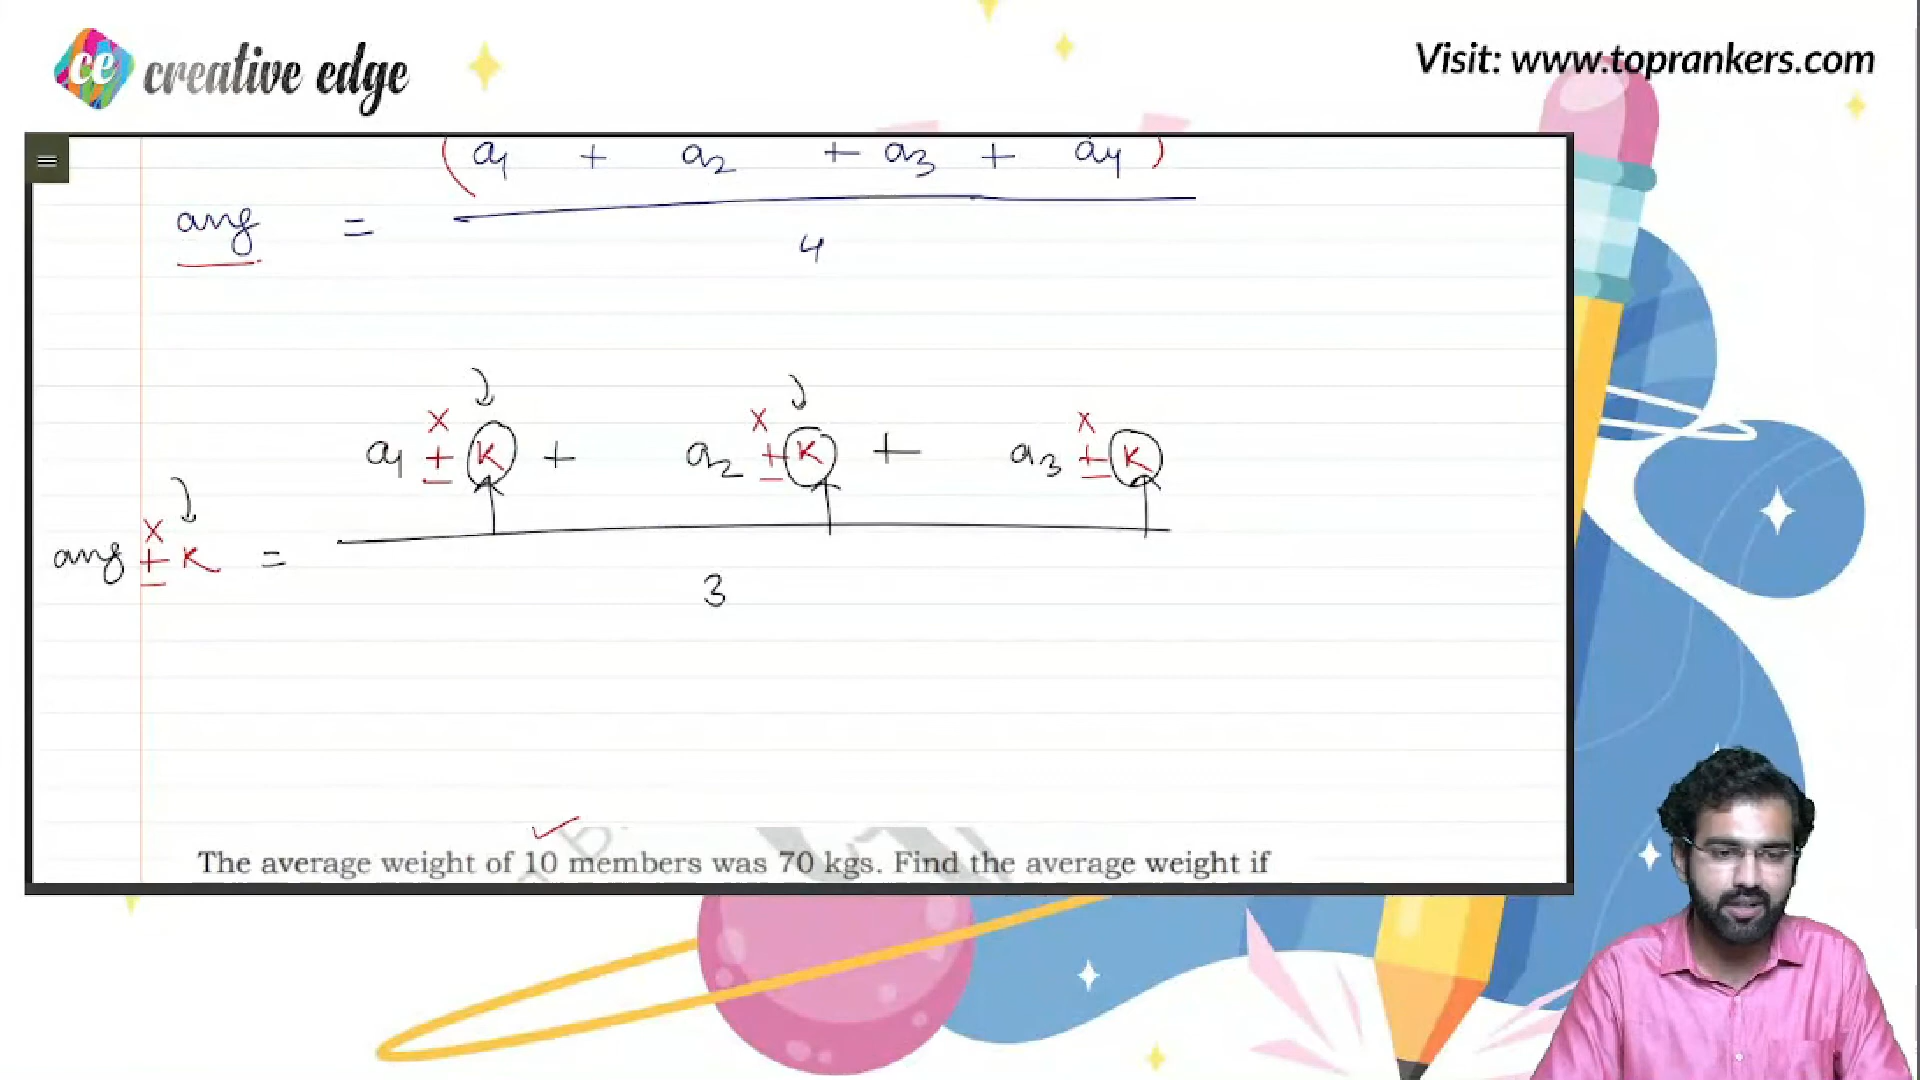 ce creative edge
Visit: www.toprankers.com
(a1 + a2 + a3 + a4)
avg =
4
x x x
a1 ± K + a2 ± K + a3 ± K
x
avg ± K =
3
The average weight of 10 members was 70 kgs. Find the average weight if